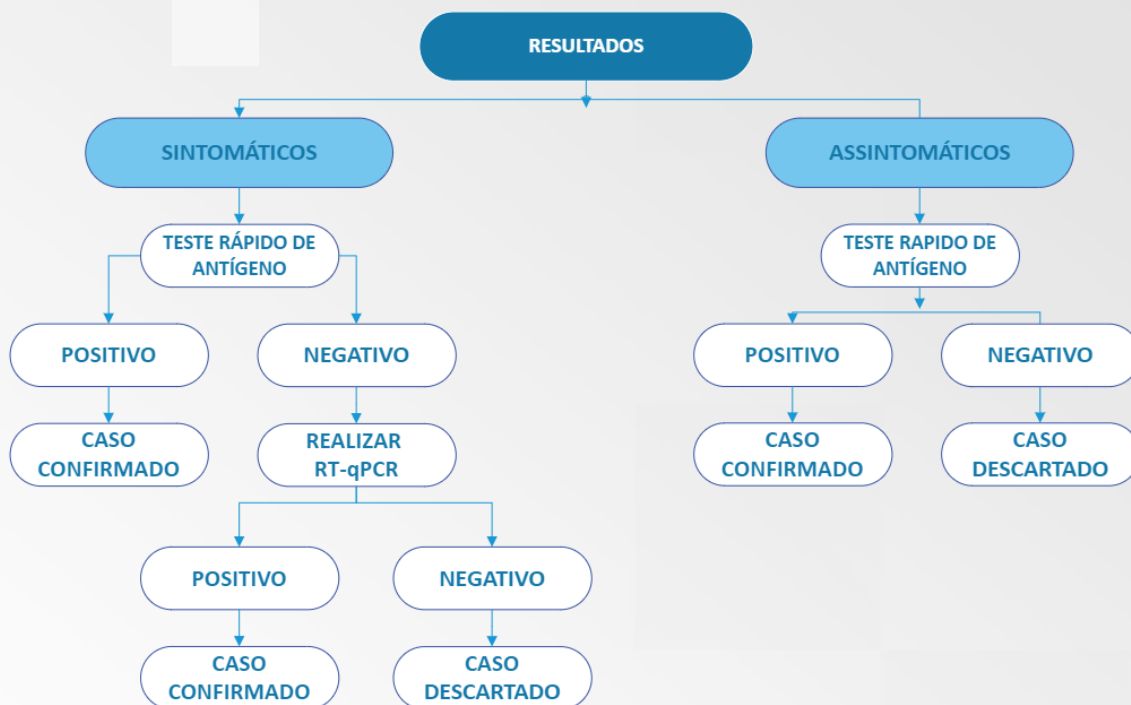 RESULTADOS
SINTOMÁTICOS
ASSINTOMÁTICOS
TESTE RÁPIDO DE
ANTÍGENO
TESTE RAPIDO DE
ANTÍGENO
POSITIVO
NEGATIVO
POSITIVO
NEGATIVO
CASO
CONFIRMADO
REALIZAR
RT-qPCR
CASO
CONFIRMADO
CASO
DESCARTADO
POSITIVO
NEGATIVO
CASO
CONFIRMADO
CASO
DESCARTADO